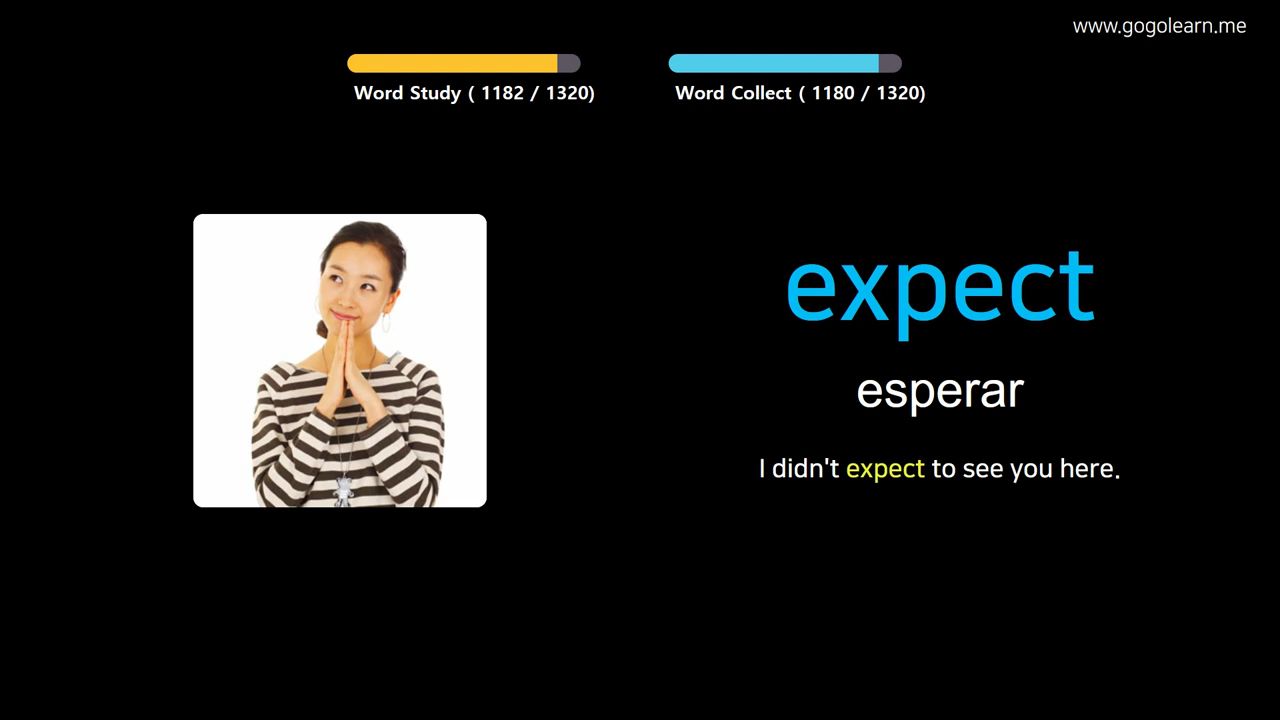 www.gogolearn.me
Word Study ( 1182 / 1320)
Word Collect ( 1180 / 1320)
expect
esperar
I didn't expect to see you here.